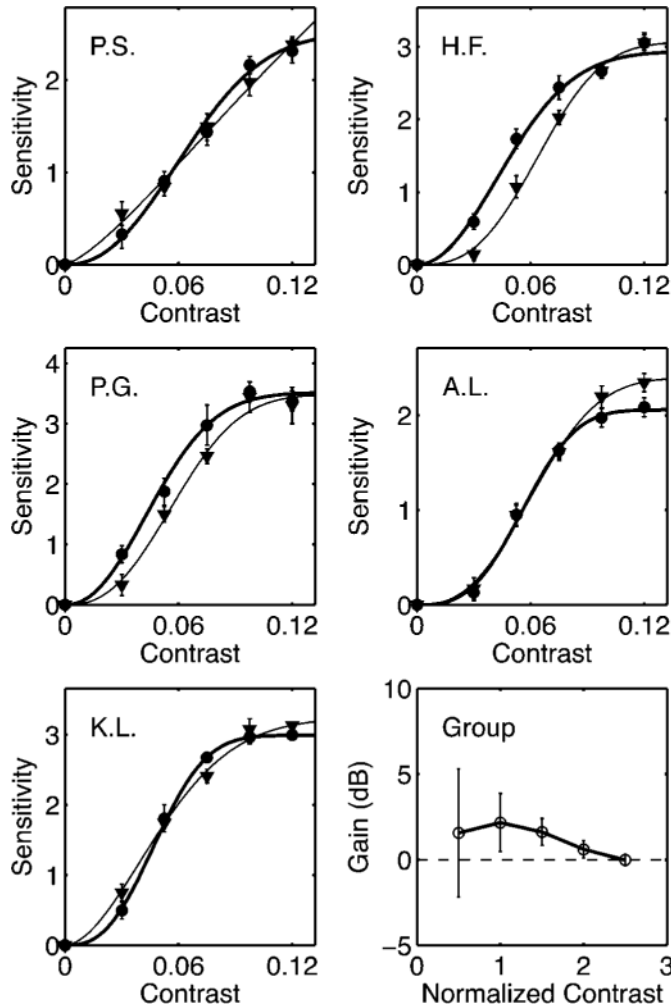 P.S.
Sensitivity
2
1
0
0
0.06
0.12
Contrast
H.F.
Sensitivity
3
2
1
0
0
0.06
0.12
Contrast
P.G.
Sensitivity
4
3
2
1
0
0
0.06
0.12
Contrast
A.L.
Sensitivity
2
1
0
0
0.06
0.12
Contrast
K.L.
Sensitivity
3
2
1
0
0
0.06
0.12
Contrast
Group
Gain (dB)
10
5
0
−5
0
1
2
3
Normalized Contrast